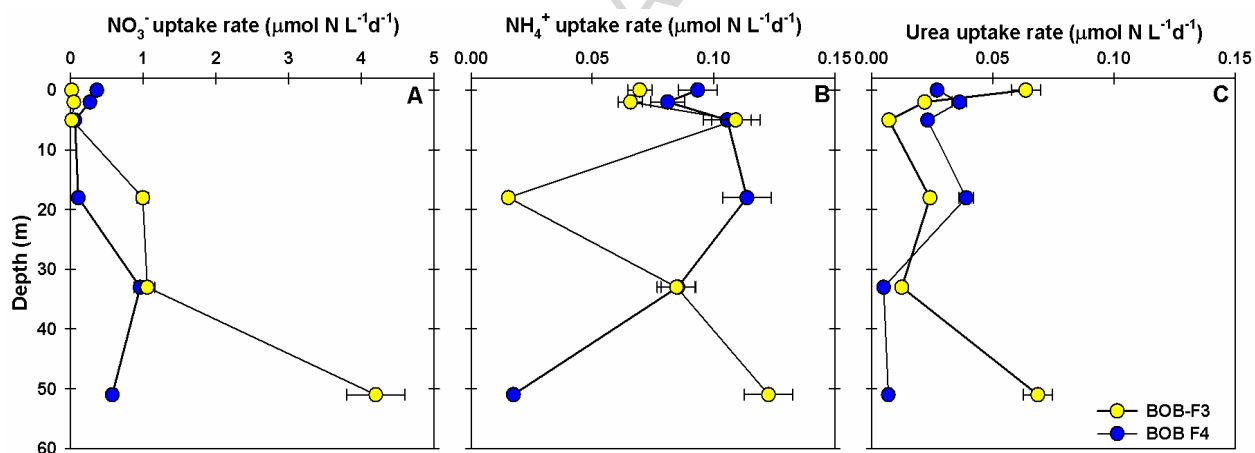 NO₃⁻ uptake rate (μmol N L⁻¹d⁻¹)
0 1 2 3 4 5
A
Depth (m)
0
10
20
30
40
50
60
NH₄⁺ uptake rate (μmol N L⁻¹d⁻¹)
0.00 0.05 0.10 0.15
B
Urea uptake rate (μmol N L⁻¹d⁻¹)
0.00 0.05 0.10 0.15
C
BOB-F3
BOB F4